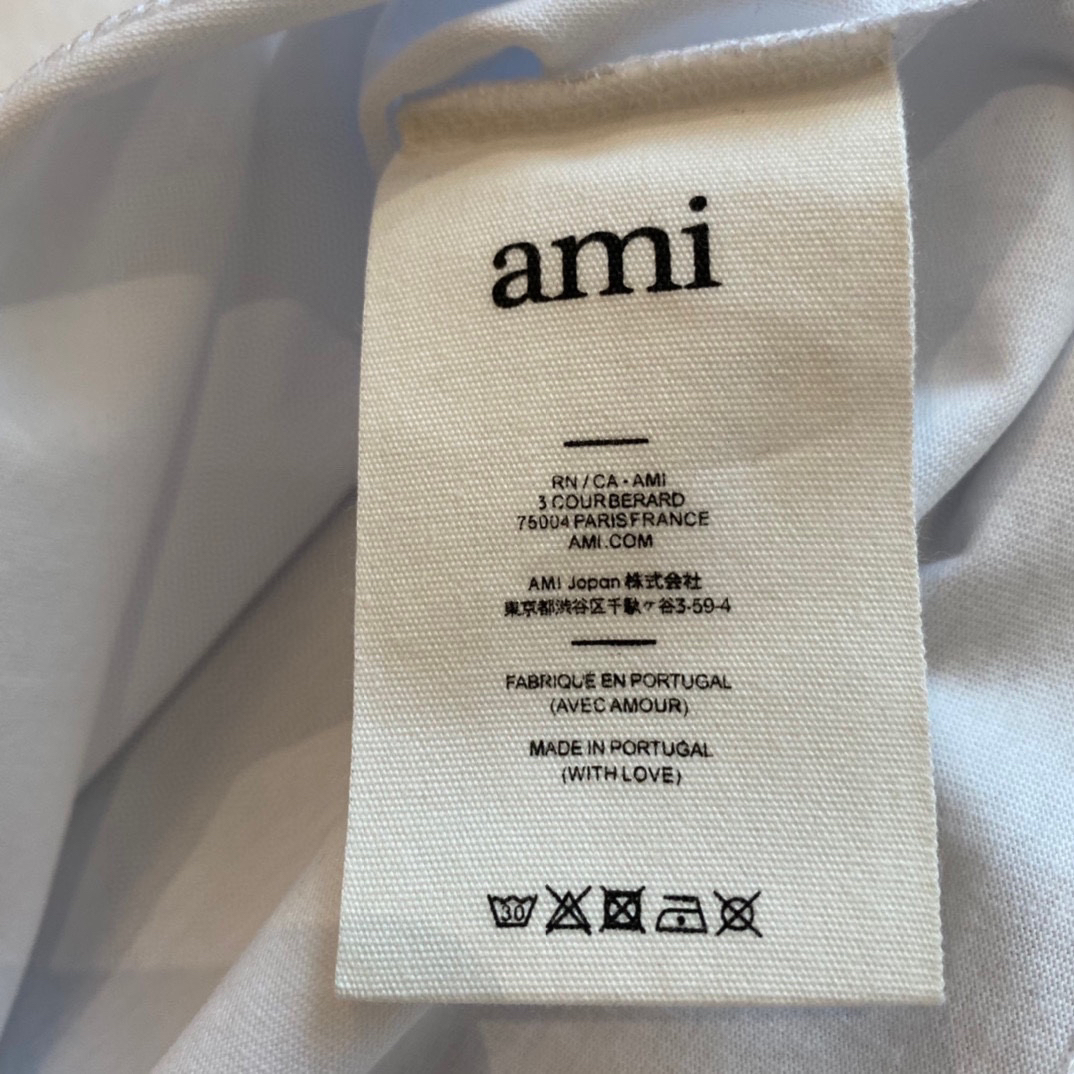 ami
RN / CA - AMI
3 COUR BERARD
75004 PARIS FRANCE
AMI.COM
AMI Japan 株式会社
東京都渋谷区千駄ヶ谷3-59-4
FABRIQUÉ EN PORTUGAL
(AVEC AMOUR)
MADE IN PORTUGAL
(WITH LOVE)
30